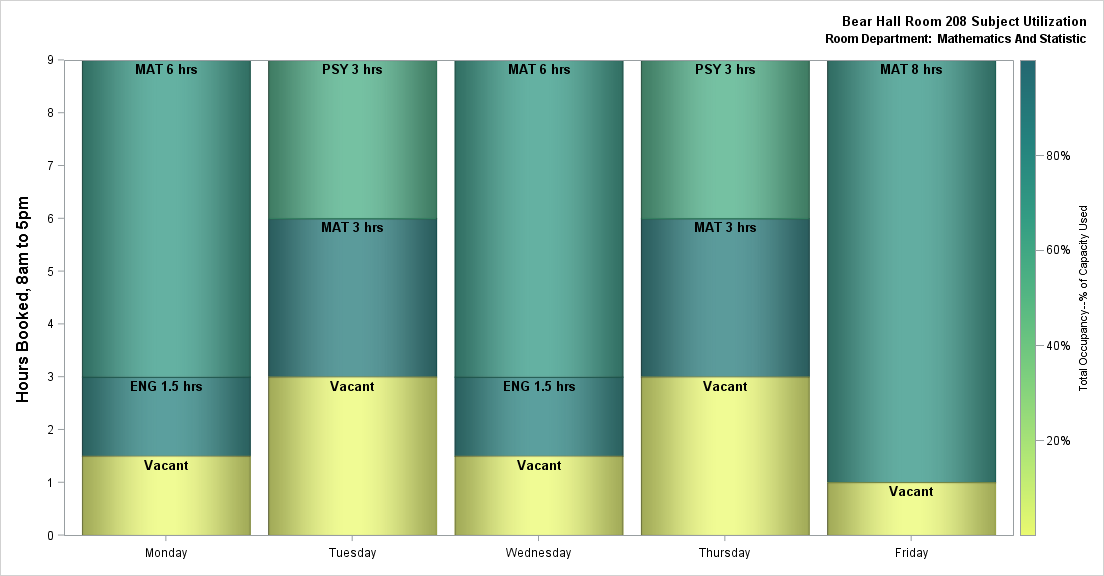 Bear Hall Room 208 Subject Utilization
Room Department: Mathematics And Statistic
Hours Booked, 8am to 5pm
9
8
7
6
5
4
3
2
1
0
MAT 6 hrs
ENG 1.5 hrs
Vacant
PSY 3 hrs
MAT 3 hrs
Vacant
MAT 6 hrs
ENG 1.5 hrs
Vacant
PSY 3 hrs
MAT 3 hrs
Vacant
MAT 8 hrs
Vacant
Monday
Tuesday
Wednesday
Thursday
Friday
80%
60%
40%
20%
Total Occupancy--% of Capacity Used